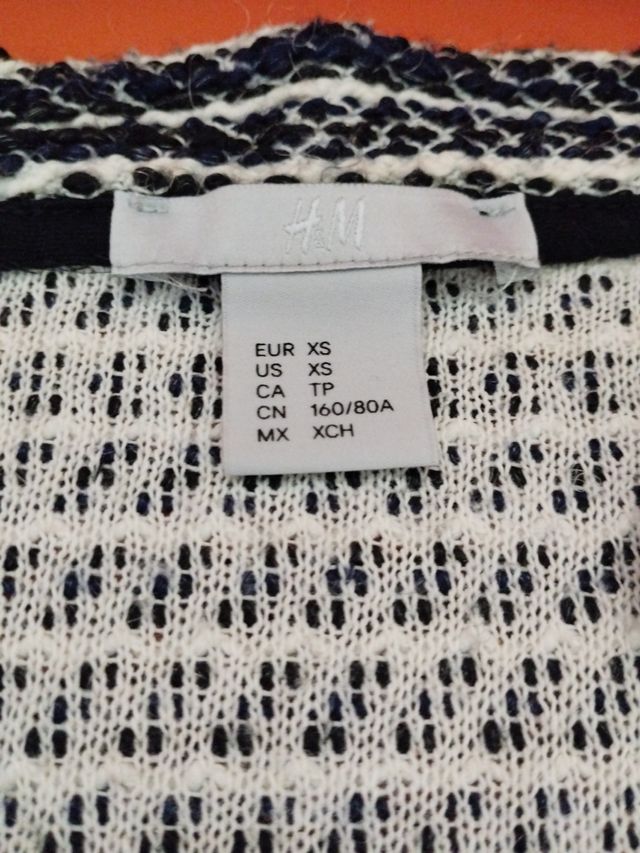 H&M
EUR XS
US XS
CA TP
CN 160/80A
MX XCH